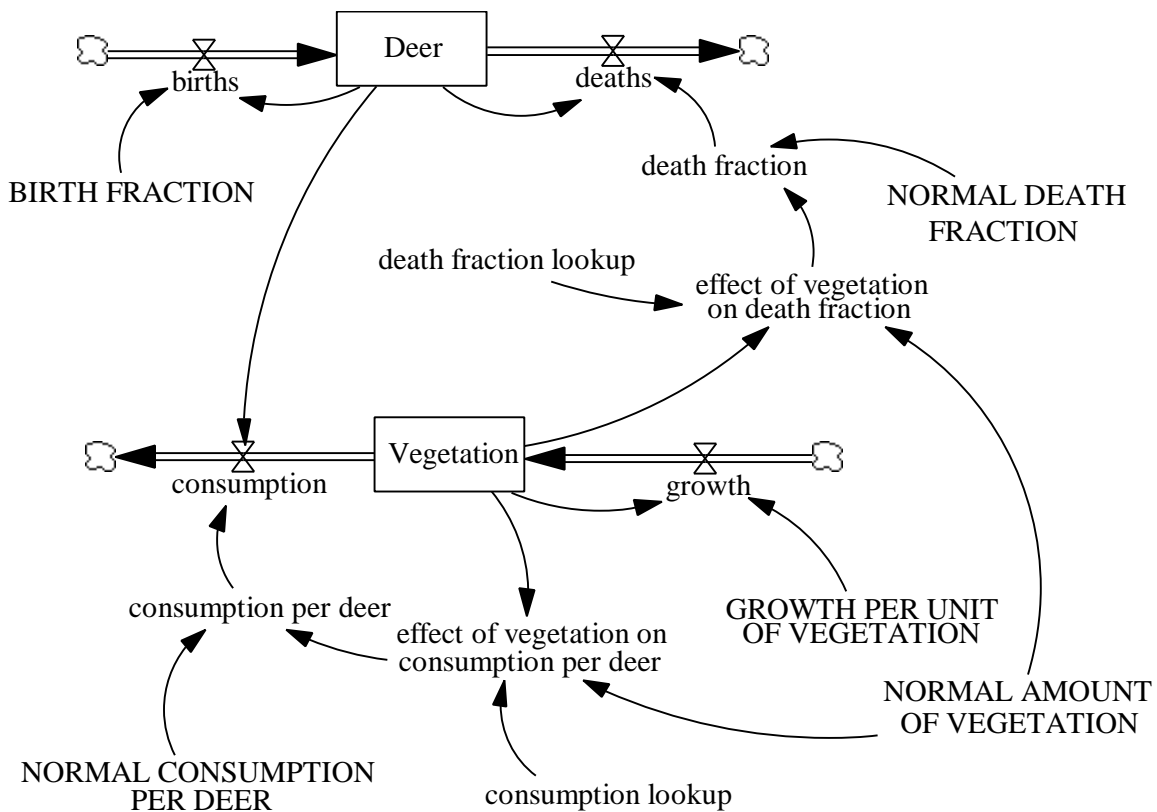 Deer
births
deaths
death fraction
BIRTH FRACTION
NORMAL DEATH
FRACTION
death fraction lookup
effect of vegetation
on death fraction
Vegetation
consumption
growth
consumption per deer
GROWTH PER UNIT
OF VEGETATION
effect of vegetation on
consumption per deer
NORMAL AMOUNT
OF VEGETATION
NORMAL CONSUMPTION
PER DEER
consumption lookup